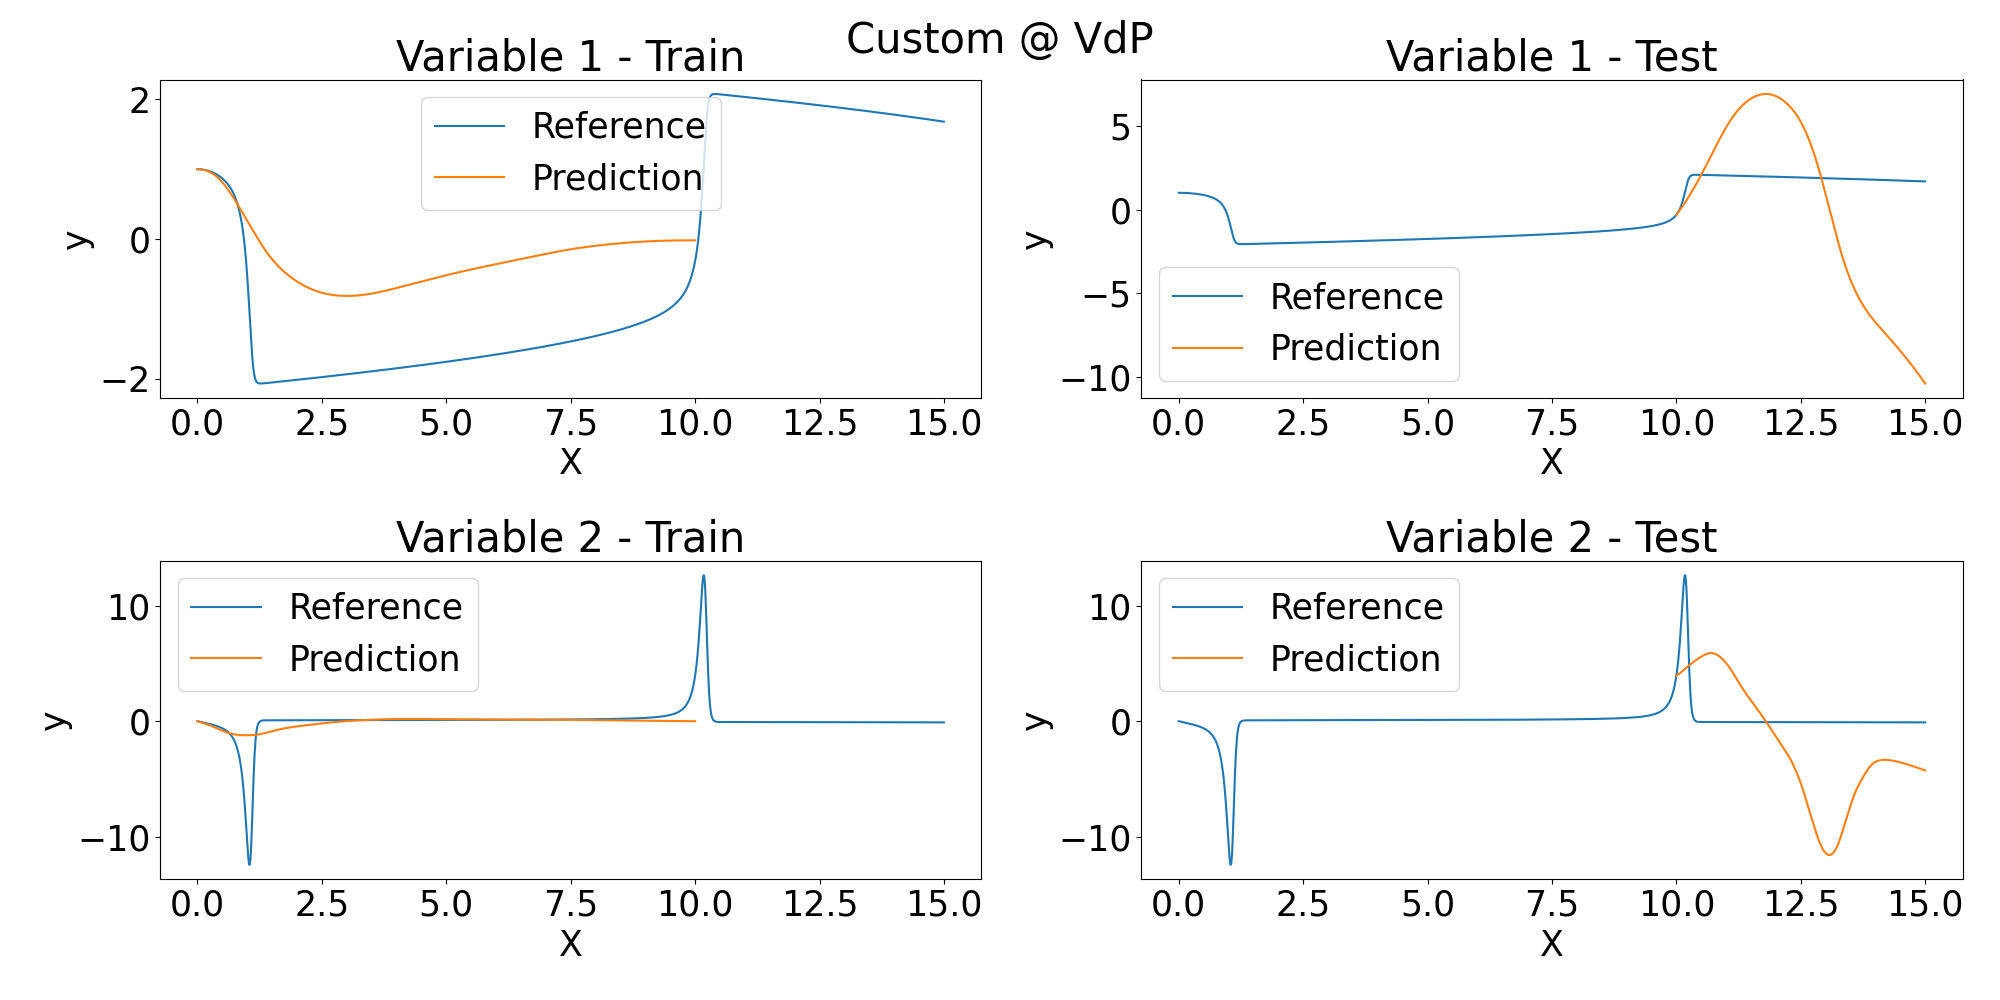 Custom @ VdP
Variable 1 - Train
2
0
−2
y
Reference
Prediction
0.0 2.5 5.0 7.5 10.0 12.5 15.0
X
Variable 1 - Test
5
0
−5
−10
y
Reference
Prediction
0.0 2.5 5.0 7.5 10.0 12.5 15.0
X
Variable 2 - Train
10
0
−10
y
Reference
Prediction
0.0 2.5 5.0 7.5 10.0 12.5 15.0
X
Variable 2 - Test
10
0
−10
y
Reference
Prediction
0.0 2.5 5.0 7.5 10.0 12.5 15.0
X